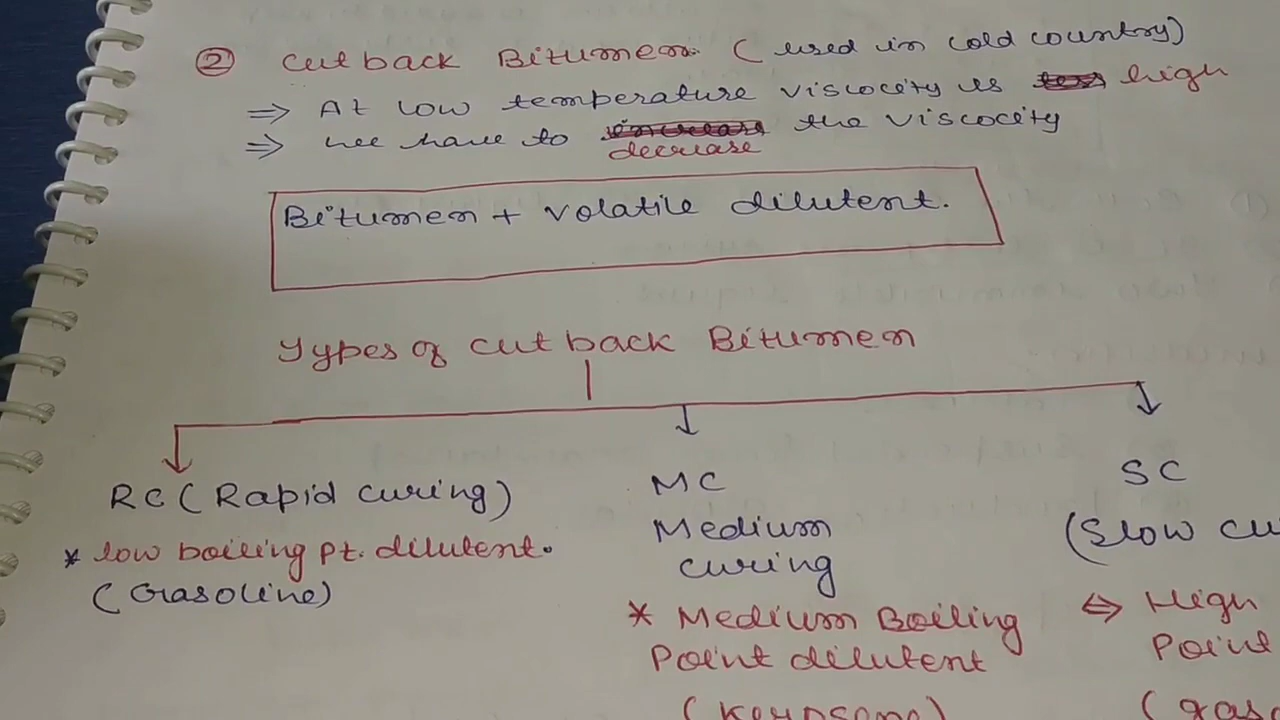 ② Cut back Bitumen. (used in cold country)
⇒ At low temperature viscocity is high
⇒ we have to decrease the viscocity
Bitumen + volatile dilutent.
Types of cut back Bitumen
RC (Rapid curing)
* low boiling pt. dilutent.
(Gasoline)
MC
Medium
curing
* Medium Boiling
Point dilutent
SC
(Slow
⇔ High
Point